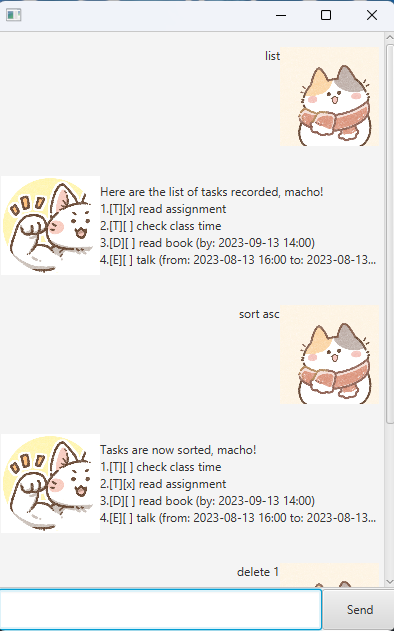 list
Here are the list of tasks recorded, macho!
1.[T][x] read assignment
2.[T][ ] check class time
3.[D][ ] read book (by: 2023-09-13 14:00)
4.[E][ ] talk (from: 2023-08-13 16:00 to: 2023-08-13...
sort asc
Tasks are now sorted, macho!
1.[T][ ] check class time
2.[T][x] read assignment
3.[D][ ] read book (by: 2023-09-13 14:00)
4.[E][ ] talk (from: 2023-08-13 16:00 to: 2023-08-13...
delete 1
Send